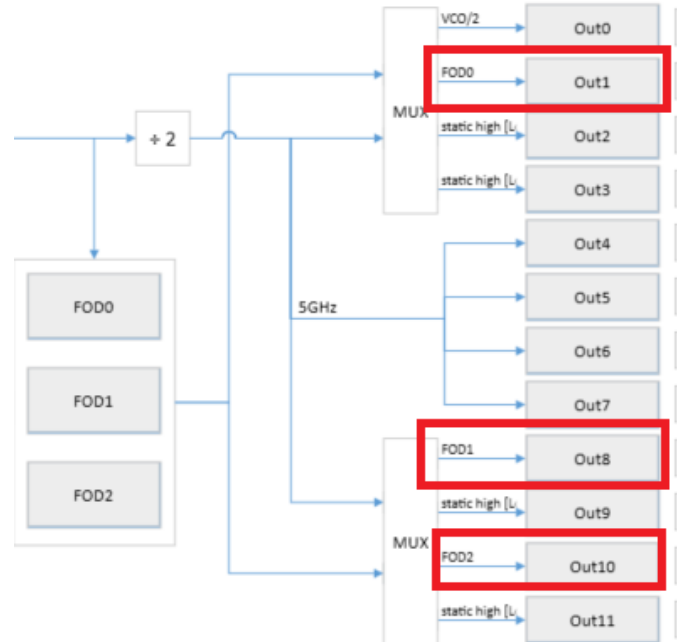 VCO/2
Out0
FOD0
Out1
MUX
static high [L
Out2
static high [L
Out3
÷ 2
Out4
FOD0
5GHz
Out5
Out6
FOD1
Out7
FOD1
Out8
FOD2
static high [L
Out9
MUX
FOD2
Out10
static high [L
Out11